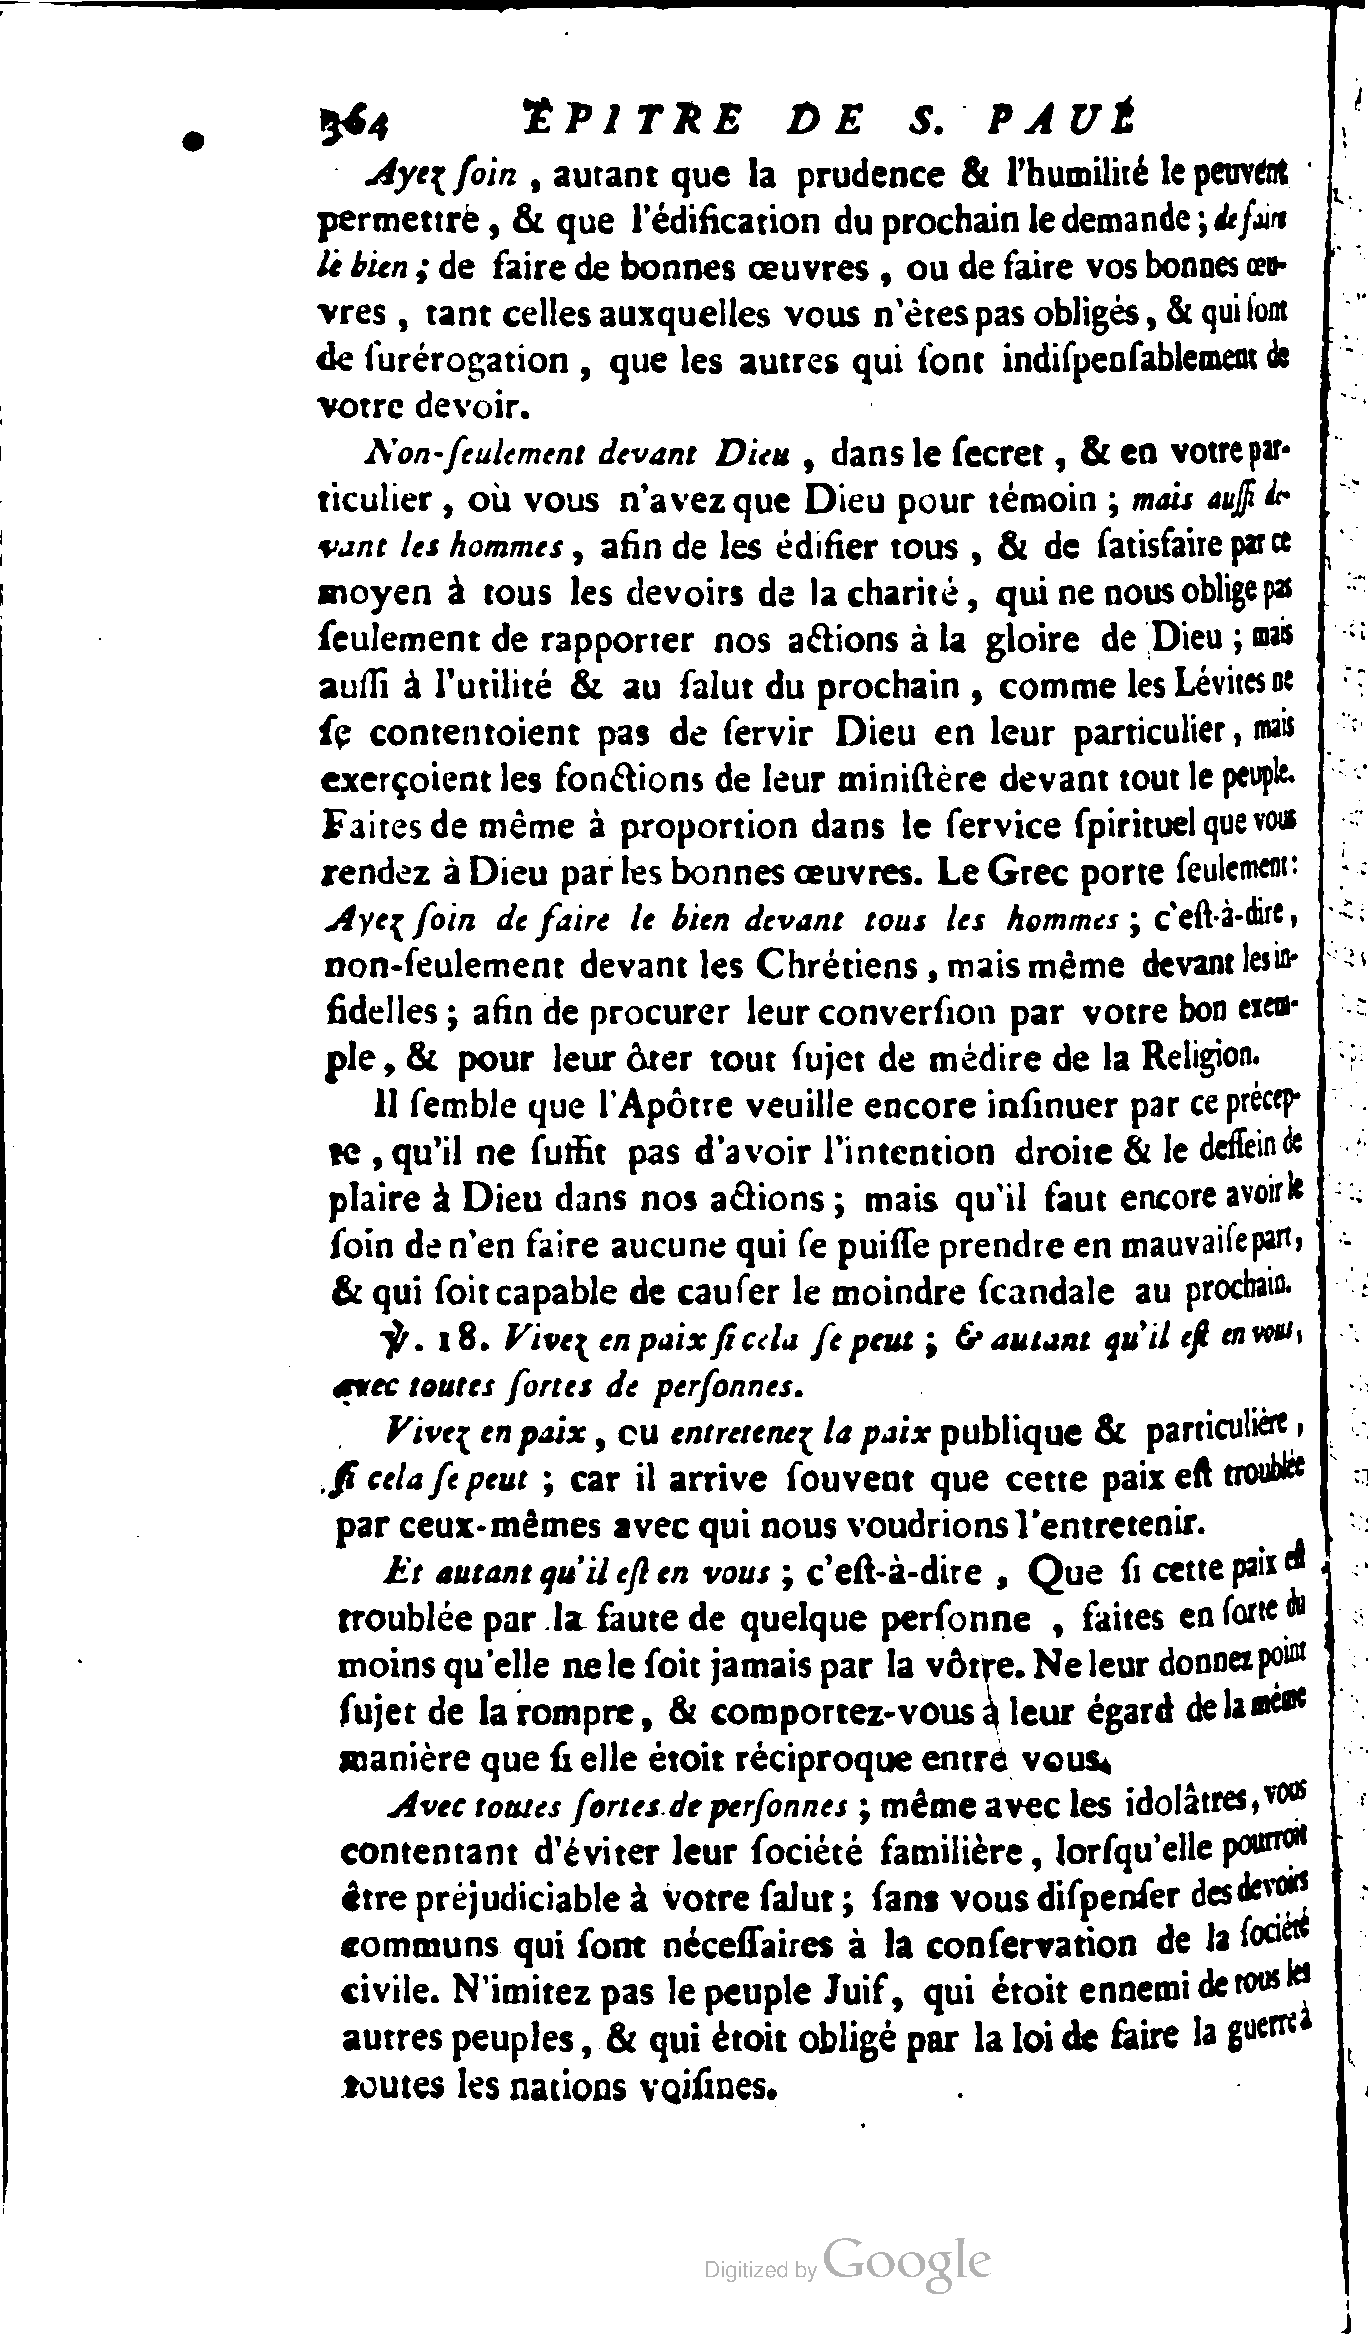 364 EPITRE DE S. PAUL
Ayez ſoin, autant que la prudence & l'humilité le peuvent
permettre, & que l'édification du prochain le demande; de faire
le bien; de faire de bonnes œuvres, ou de faire vos bonnes œu-
vres, tant celles auxquelles vous n'êtes pas obligés, & qui ſont
de ſurérogation, que les autres qui ſont indiſpenſablement de
votre devoir.
Non-ſeulement devant Dieu, dans le ſecret, & en votre par-
ticulier, où vous n'avez que Dieu pour témoin; mais auſſi de-
vant les hommes, afin de les édifier tous, & de ſatisfaire par ce
moyen à tous les devoirs de la charité, qui ne nous oblige pas
ſeulement de rapporter nos actions à la gloire de Dieu; mais
auſſi à l'utilité & au ſalut du prochain, comme les Lévites ne
ſe contentoient pas de ſervir Dieu en leur particulier, mais
exerçoient les fonctions de leur miniſtère devant tout le peuple.
Faites de même à proportion dans le ſervice ſpirituel que vous
rendez à Dieu par les bonnes œuvres. Le Grec porte ſeulement:
Ayez ſoin de faire le bien devant tous les hommes; c'eſt-à-dire,
non-ſeulement devant les Chrétiens, mais même devant les in-
fidelles; afin de procurer leur converſion par votre bon exem-
ple, & pour leur ôter tout ſujet de médire de la Religion.
Il ſemble que l'Apôtre veuille encore inſinuer par ce précep-
te, qu'il ne ſuffit pas d'avoir l'intention droite & le deſſein de
plaire à Dieu dans nos actions; mais qu'il faut encore avoir le
ſoin de n'en faire aucune qui ſe puiſſe prendre en mauvaiſe part,
& qui ſoit capable de cauſer le moindre ſcandale au prochain.
℣. 18. Vivez en paix ſi cela ſe peut; & autant qu'il eſt en vous,
avec toutes ſortes de perſonnes.
Vivez en paix, ou entretenez la paix publique & particulière,
ſi cela ſe peut; car il arrive ſouvent que cette paix eſt troublée
par ceux-mêmes avec qui nous voudrions l'entretenir.
Et autant qu'il eſt en vous; c'eſt-à-dire, Que ſi cette paix eſt
troublée par la faute de quelque perſonne, faites en ſorte du
moins qu'elle ne le ſoit jamais par la vôtre. Ne leur donnez point
ſujet de la rompre, & comportez-vous à leur égard de la même
manière que ſi elle étoit réciproque entre vous.
Avec toutes ſortes de perſonnes; même avec les idolâtres, vous
contentant d'éviter leur ſociété familière, lorſqu'elle pourroit
être préjudiciable à votre ſalut; ſans vous diſpenſer des devoirs
communs qui ſont néceſſaires à la conſervation de la ſociété
civile. N'imitez pas le peuple Juif, qui étoit ennemi de tous les
autres peuples, & qui étoit obligé par la loi de faire la guerre à
toutes les nations voiſines.
Digitized by Google